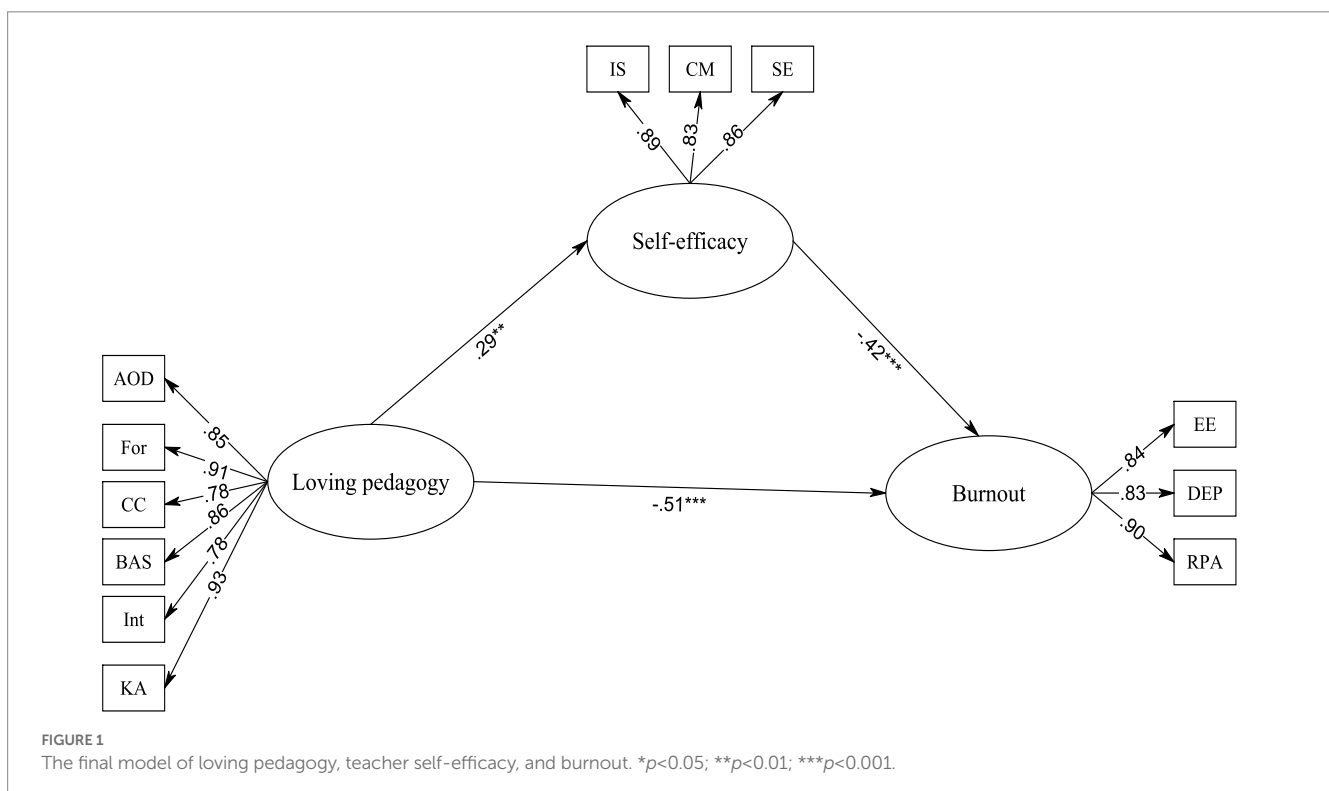 IS CM SE
.89 .83 .86
Self-efficacy
.29**
-.42***
AOD
For
CC
BAS
Int
KA
.85
.91
.78
.86
.78
.93
Loving pedagogy
-.51***
Burnout
.84
.83
.90
EE
DEP
RPA
FIGURE 1
The final model of loving pedagogy, teacher self-efficacy, and burnout. *p<0.05; **p<0.01; ***p<0.001.